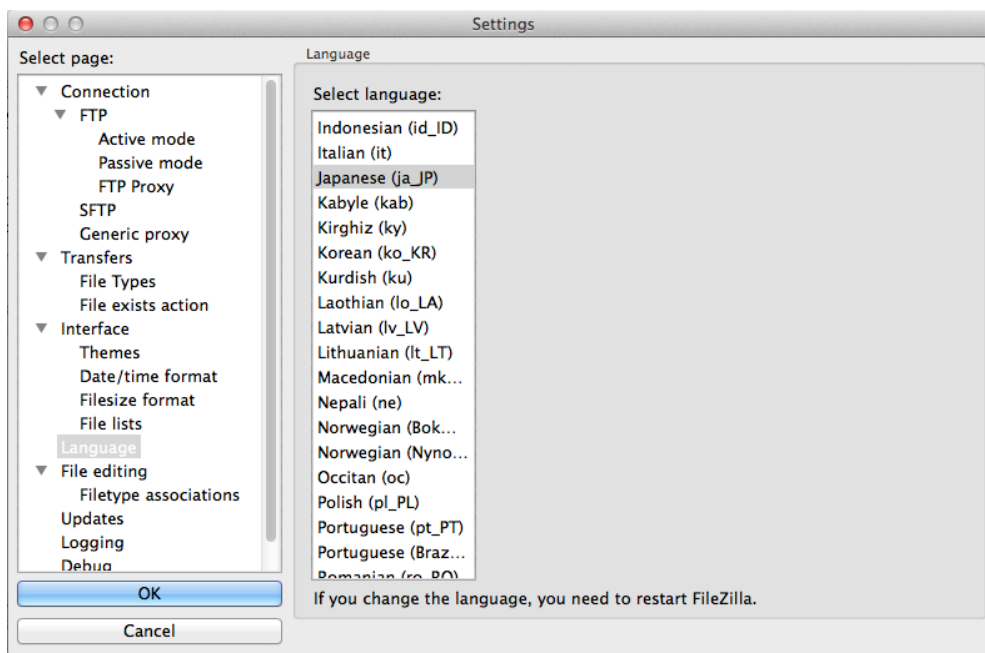 Settings
Select page:
Connection
FTP
Active mode
Passive mode
FTP Proxy
SFTP
Generic proxy
Transfers
File Types
File exists action
Interface
Themes
Date/time format
Filesize format
File lists
Language
File editing
Filetype associations
Updates
Logging
Debug
OK
Cancel
Language
Select language:
Indonesian (id_ID)
Italian (it)
Japanese (ja_JP)
Kabyle (kab)
Kirghiz (ky)
Korean (ko_KR)
Kurdish (ku)
Laothian (lo_LA)
Latvian (lv_LV)
Lithuanian (lt_LT)
Macedonian (mk...
Nepali (ne)
Norwegian (Bok...
Norwegian (Nyno...
Occitan (oc)
Polish (pl_PL)
Portuguese (pt_PT)
Portuguese (Braz...
Romanian (ro_RO)
If you change the language, you need to restart FileZilla.